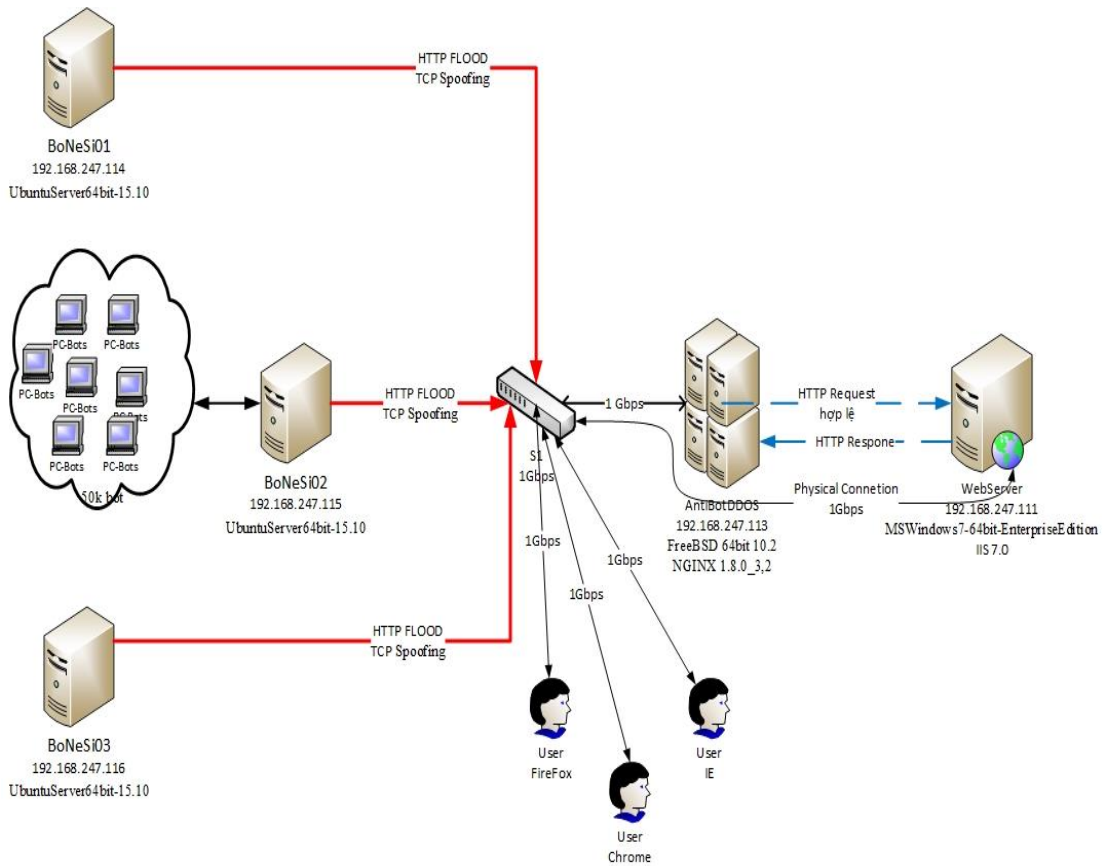 HTTP FLOOD
TCP Spoofing
BoNeSi01
192.168.247.114
UbuntuServer64bit-15.10
PC-Bots
PC-Bots
PC-Bots
PC-Bots
PC-Bots
PC-Bots
PC-Bots
50k bot
BoNeSi02
192.168.247.115
UbuntuServer64bit-15.10
HTTP FLOOD
TCP Spoofing
S1
1Gbps
1 Gbps
AntiBotDDOS
192.168.247.113
FreeBSD 64bit 10.2
NGINX 1.8.0_3,2
HTTP Request
hợp lệ
HTTP Respone
Physical Connetion
1Gbps
WebServer
192.168.247.111
MSWindows7-64bit-EnterpriseEdition
IIS 7.0
1Gbps
1Gbps
1Gbps
HTTP FLOOD
TCP Spoofing
BoNeSi03
192.168.247.116
UbuntuServer64bit-15.10
User
FireFox
User
IE
User
Chrome